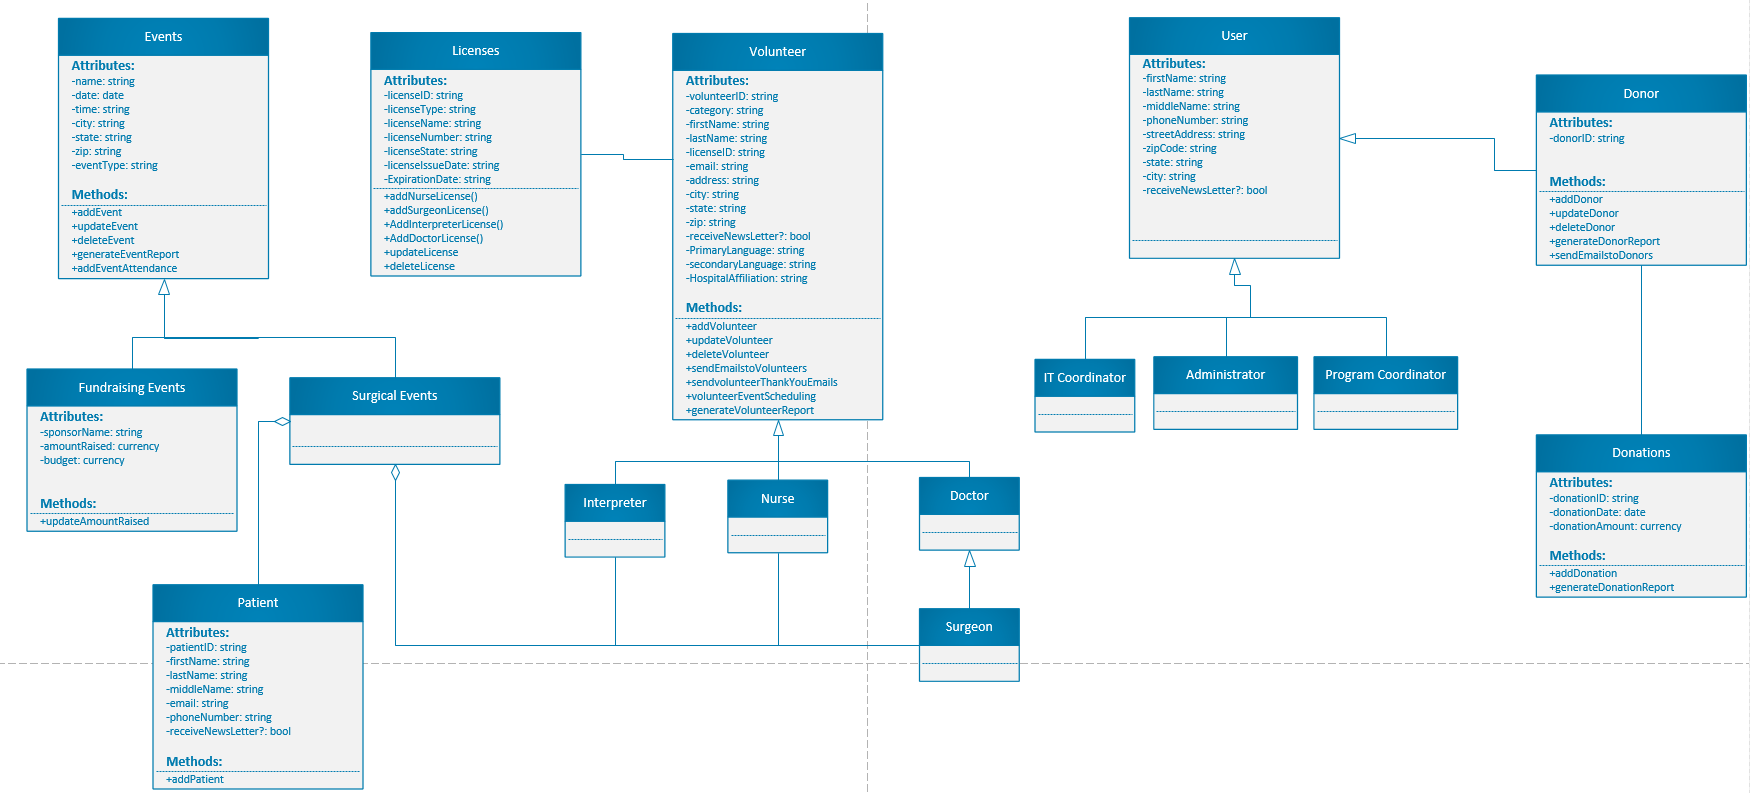 Events
Attributes:
-name: string
-date: date
-time: string
-city: string
-state: string
-zip: string
-eventType: string
Methods:
+addEvent
+updateEvent
+deleteEvent
+generateEventReport
+addEventAttendance
Licenses
Attributes:
-licenseID: string
-licenseType: string
-licenseName: string
-licenseNumber: string
-licenseState: string
-licenseIssueDate: string
-ExpirationDate: string
+addNurseLicense()
+addSurgeonLicense()
+AddInterpreterLicense()
+AddDoctorLicense()
+updateLicense
+deleteLicense
Volunteer
Attributes:
-volunteerID: string
-category: string
-firstName: string
-lastName: string
-licenseID: string
-email: string
-address: string
-city: string
-state: string
-zip: string
-receiveNewsLetter?: bool
-PrimaryLanguage: string
-secondaryLanguage: string
-HospitalAffiliation: string
Methods:
+addVolunteer
+updateVolunteer
+deleteVolunteer
+sendEmailstoVolunteers
+sendvolunteerThankYouEmails
+volunteerEventScheduling
+generateVolunteerReport
User
Attributes:
-firstName: string
-lastName: string
-middleName: string
-phoneNumber: string
-streetAddress: string
-zipCode: string
-state: string
-city: string
-receiveNewsLetter?: bool
Donor
Attributes:
-donorID: string
Methods:
+addDonor
+updateDonor
+deleteDonor
+generateDonorReport
+sendEmailstoDonors
Fundraising Events
Attributes:
-sponsorName: string
-amountRaised: currency
-budget: currency
Methods:
+updateAmountRaised
Surgical Events
IT Coordinator
Administrator
Program Coordinator
Interpreter
Nurse
Doctor
Surgeon
Donations
Attributes:
-donationID: string
-donationDate: date
-donationAmount: currency
Methods:
+addDonation
+generateDonationReport
Patient
Attributes:
-patientID: string
-firstName: string
-lastName: string
-middleName: string
-email: string
-phoneNumber: string
-receiveNewsLetter?: bool
Methods:
+addPatient